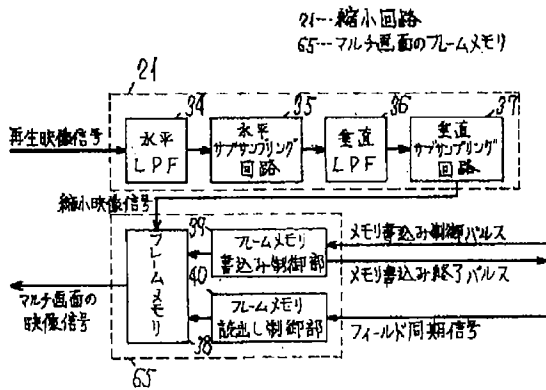 21…縮小回路
65…マルチ画面のフレームメモリ
21
34
35
36
37
再生映像信号
水平
LPF
水平
サブサンプリング
回路
垂直
LPF
垂直
サブサンプリング
回路
縮小映像信号
39
フレームメモリ
フレームメモリ
書込み制御部
メモリ書込み制御パルス
メモリ書込み終了パルス
40
マルチ画面の
映像信号
フレームメモリ
読出し制御部
フィールド同期信号
38
65